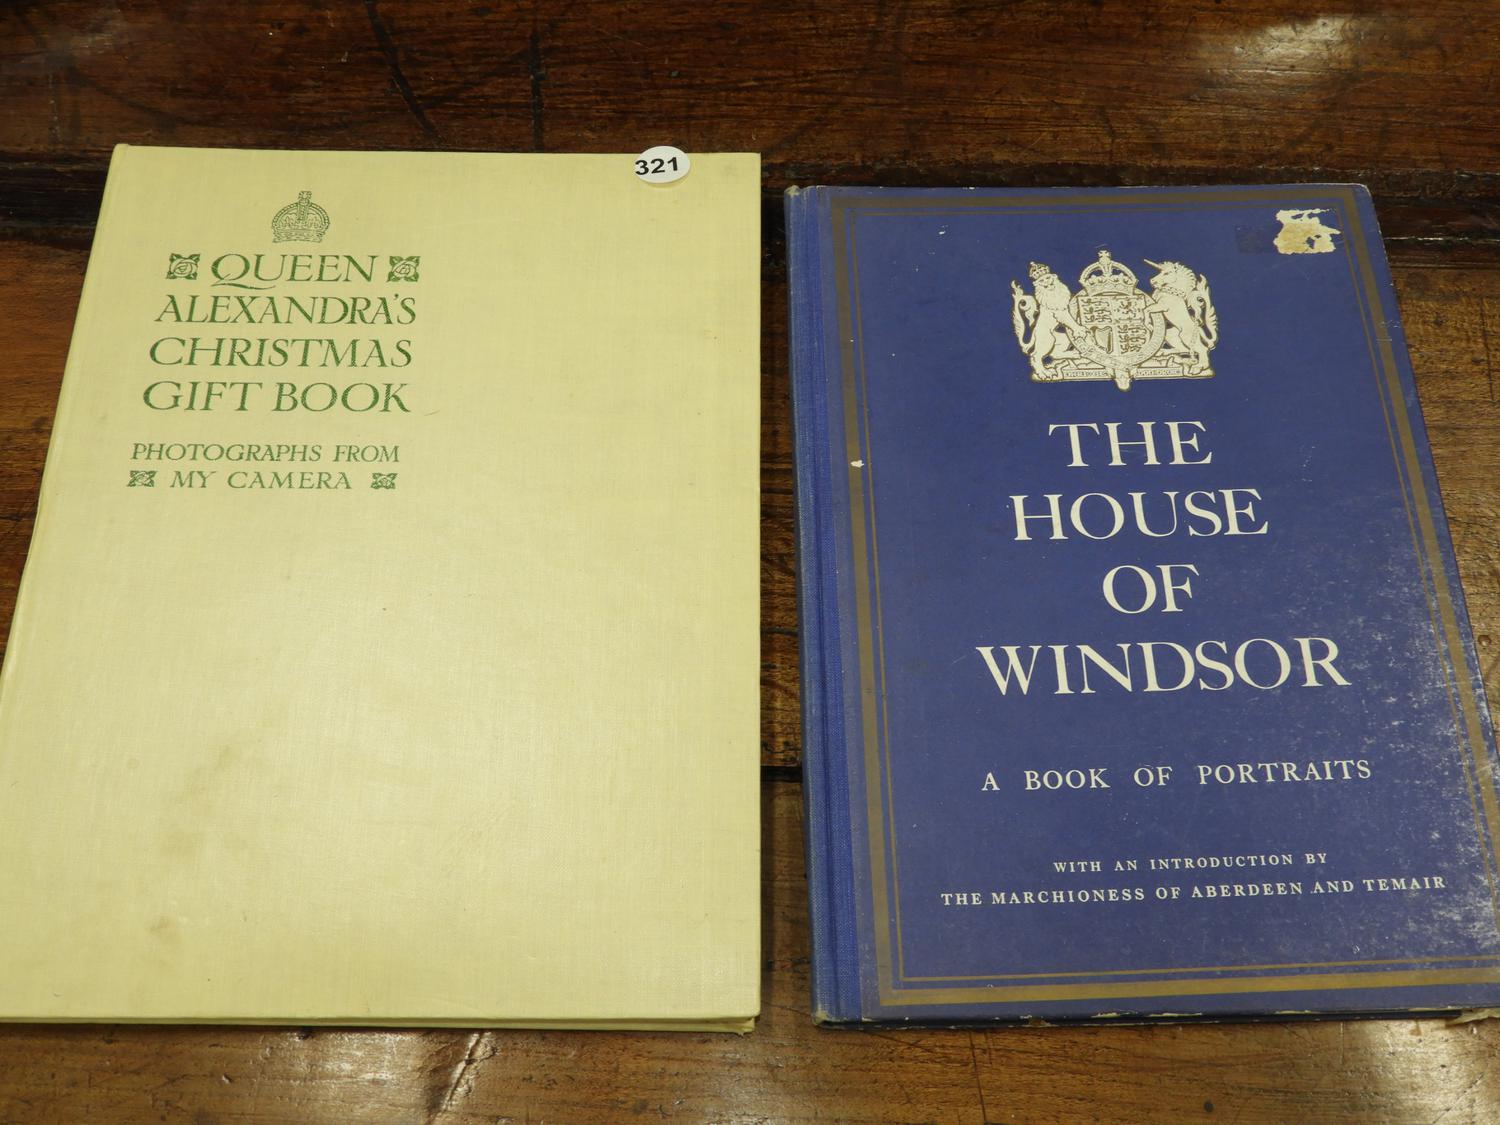 321
QUEEN
ALEXANDRA'S
CHRISTMAS
GIFT BOOK
PHOTOGRAPHS FROM
MY CAMERA
THE
HOUSE
OF
WINDSOR
A BOOK OF PORTRAITS
WITH AN INTRODUCTION BY
THE MARCHIONESS OF ABERDEEN AND TEMAIR